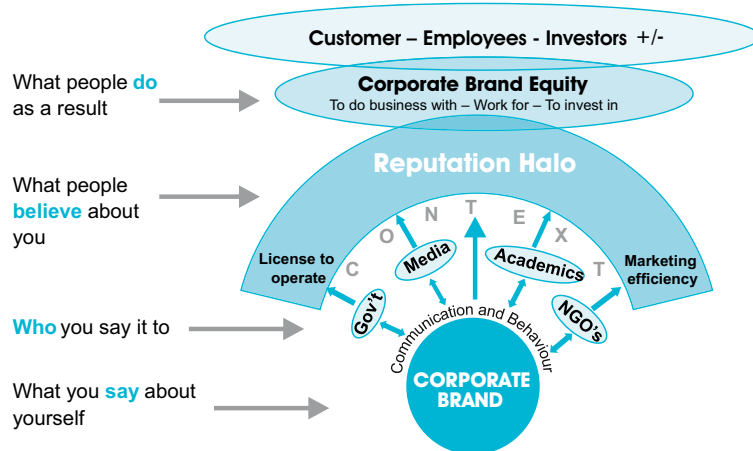 Customer – Employees - Investors +/-
What people do
as a result
Corporate Brand Equity
To do business with – Work for – To invest in
Reputation Halo
What people
believe about
you
CONTEXT
License to
operate
Media
Academics
Marketing
efficiency
Gov't
NGO's
Who you say it to
Communication and Behaviour
What you say about
yourself
CORPORATE
BRAND